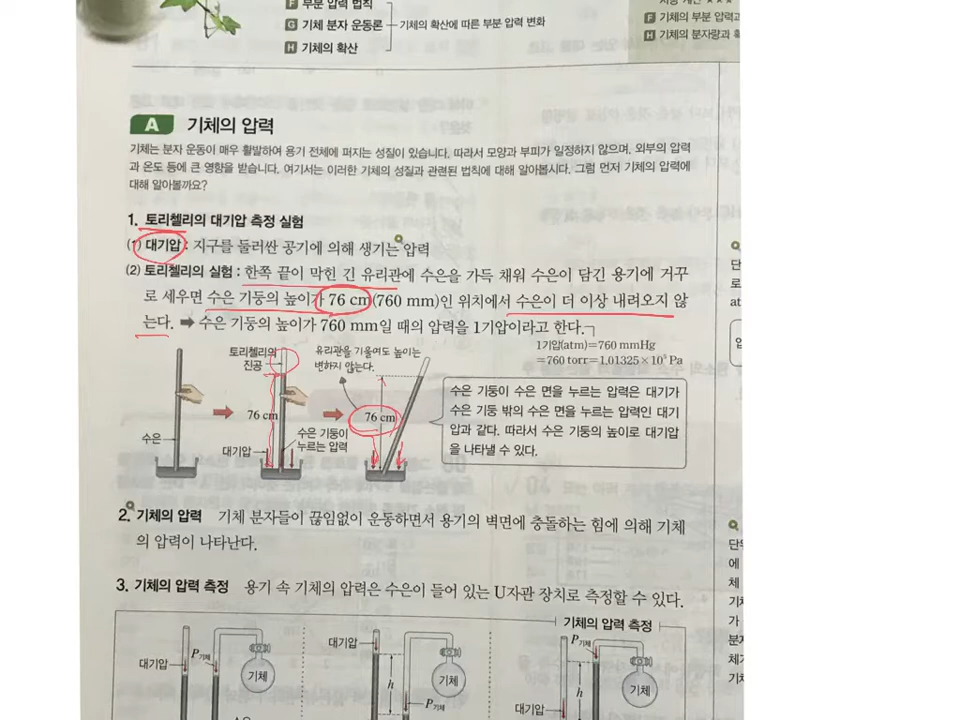 F 부분 압력 법칙
G 기체 분자 운동론
기체의 확산에 따른 부분 압력 변화
H 기체의 확산
F 기체의 부분 압력과
H 기체의 분자량과 확
A 기체의 압력
기체는 분자 운동이 매우 활발하여 용기 전체에 퍼지는 성질이 있습니다. 따라서 모양과 부피가 일정하지 않으며, 외부의 압력
과 온도 등에 큰 영향을 받습니다. 여기서는 이러한 기체의 성질과 관련된 법칙에 대해 알아봅시다. 그럼 먼저 기체의 압력에
대해 알아볼까요?
1. 토리첼리의 대기압 측정 실험
(1) 대기압 : 지구를 둘러싼 공기에 의해 생기는 압력
(2) 토리첼리의 실험 : 한쪽 끝이 막힌 긴 유리관에 수은을 가득 채워 수은이 담긴 용기에 거꾸
로 세우면 수은 기둥의 높이가 76 cm(760 mm)인 위치에서 수은이 더 이상 내려오지 않
는다. ➡ 수은 기둥의 높이가 760 mm일 때의 압력을 1기압이라고 한다.
1기압(atm)=760 mmHg
=760 torr=1.01325×10⁵ Pa
토리첼리의
진공
유리관을 기울여도 높이는
변하지 않는다.
76 cm
76 cm
수은
대기압
수은 기둥이
누르는 압력
수은 기둥이 수은 면을 누르는 압력은 대기가
수은 기둥 밖의 수은 면을 누르는 압력인 대기
압과 같다. 따라서 수은 기둥의 높이로 대기압
을 나타낼 수 있다.
2. 기체의 압력 기체 분자들이 끊임없이 운동하면서 용기의 벽면에 충돌하는 힘에 의해 기체
의 압력이 나타난다.
3. 기체의 압력 측정 용기 속 기체의 압력은 수은이 들어 있는 U자관 장치로 측정할 수 있다.
기체의 압력 측정
대기압
P기체
기체
대기압
h
P기체
기체
P기체
h
대기압
기체
수은
단
로
at
압
단위
에
체
기체
가
분자
체가
기체